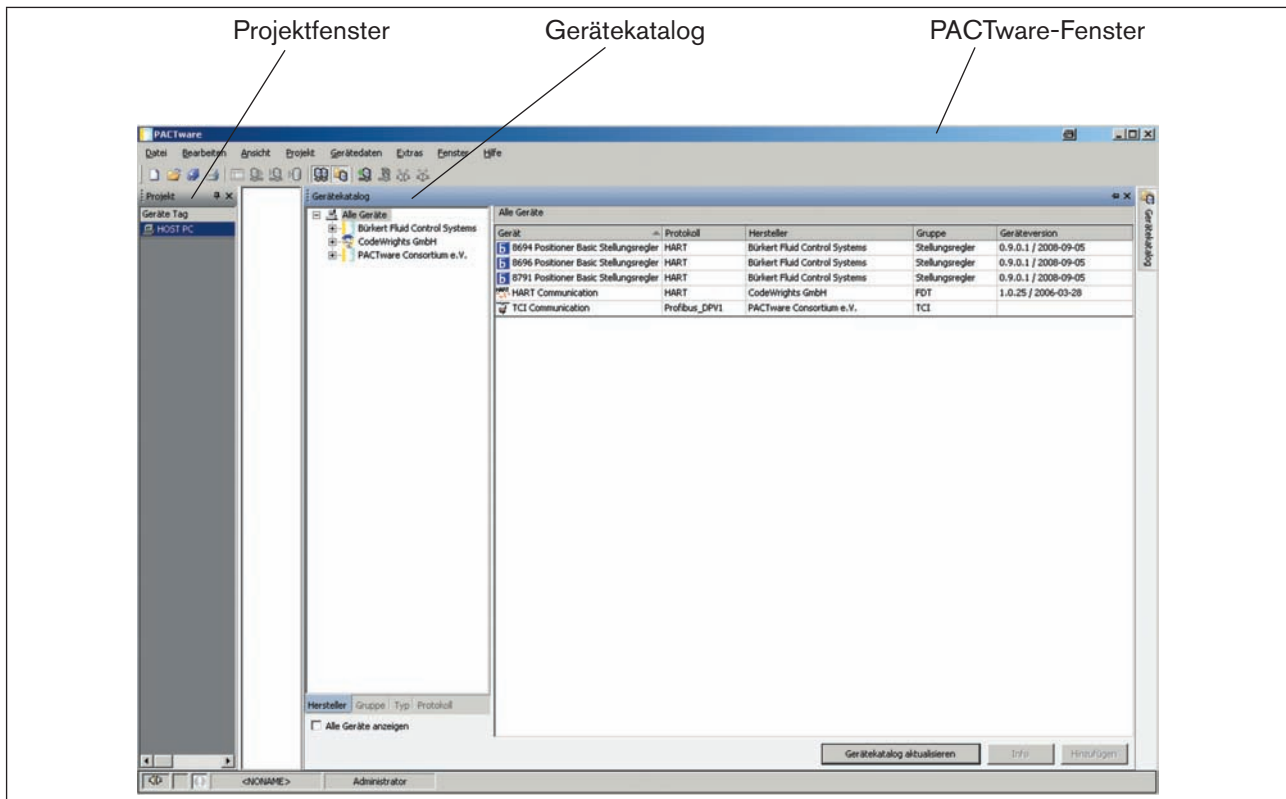 Projektfenster Gerätekatalog PACTware-Fenster
PACTware
Datei Bearbeiten Ansicht Projekt Gerätedaten Extras Fenster Hilfe
Projekt
Gerätekatalog
Geräte Tag
HOST PC
Alle Geräte
Bürkert Fluid Control Systems
CodeWrights GmbH
PACTware Consortium e.V.
Alle Geräte
Gerät Protokoll Hersteller Gruppe Geräteversion
8694 Positioner Basic Stellungsregler HART Bürkert Fluid Control Systems Stellungsregler 0.9.0.1 / 2008-09-05
8696 Positioner Basic Stellungsregler HART Bürkert Fluid Control Systems Stellungsregler 0.9.0.1 / 2008-09-05
8791 Positioner Basic Stellungsregler HART Bürkert Fluid Control Systems Stellungsregler 0.9.0.1 / 2008-09-05
HART Communication HART CodeWrights GmbH FDT 1.0.25 / 2006-03-28
TCI Communication Profibus_DPV1 PACTware Consortium e.V. TCI
Gerätekatalog
Hersteller Gruppe Typ Protokoll
Alle Geräte anzeigen
Gerätekatalog aktualisieren Info Hinzufügen
<NONAME> Administrator